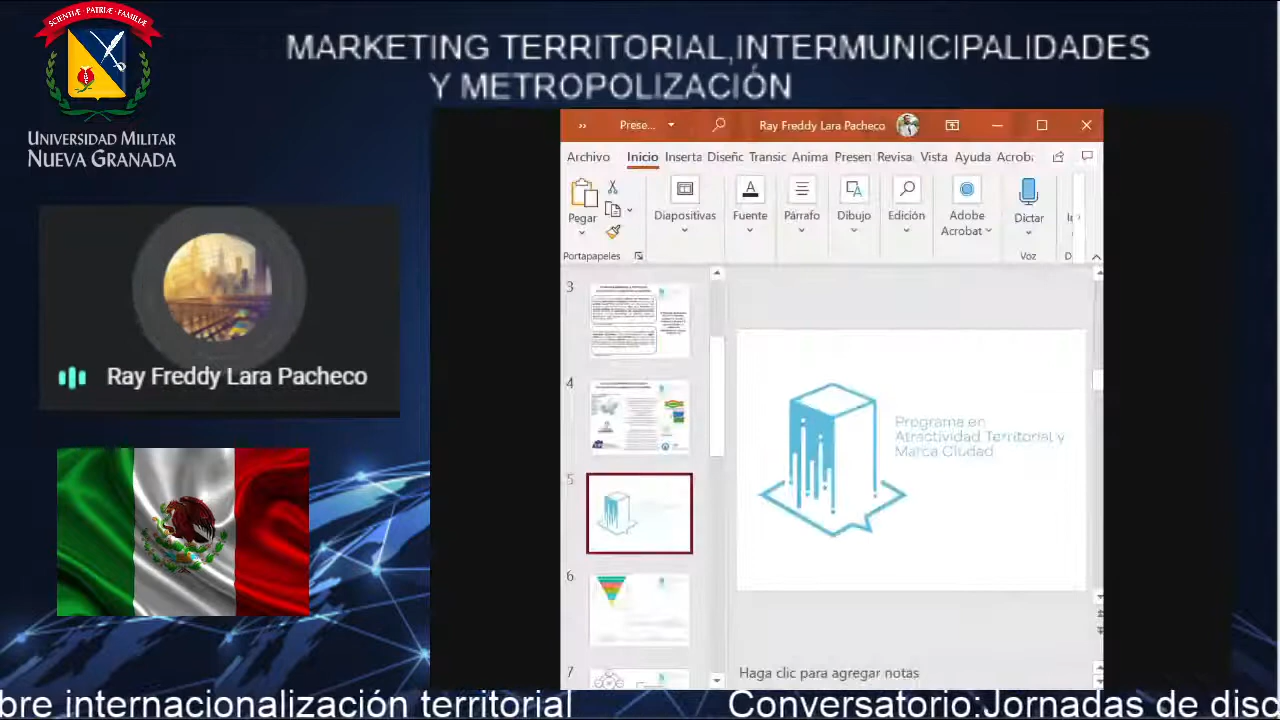 SCIENTIÆ · PATRIÆ · FAMILIÆ
UNIVERSIDAD MILITAR
NUEVA GRANADA
MARKETING TERRITORIAL,INTERMUNICIPALIDADES
Y METROPOLIZACIÓN
Ray Freddy Lara Pacheco
Prese...
Ray Freddy Lara Pacheco
Archivo Inicio Inserta Diseñc Transic Anima Presen Revisa Vista Ayuda Acrob
Pegar
Diapositivas
Fuente
Párrafo
Dibujo
Edición
Adobe
Acrobat
Dictar
Portapapeles
Voz
3
4
5
6
7
Programa en
Atractividad Territorial y
Marca Ciudad
Haga clic para agregar notas
bre internacionalización territorial
Conversatorio:Jornadas de disc